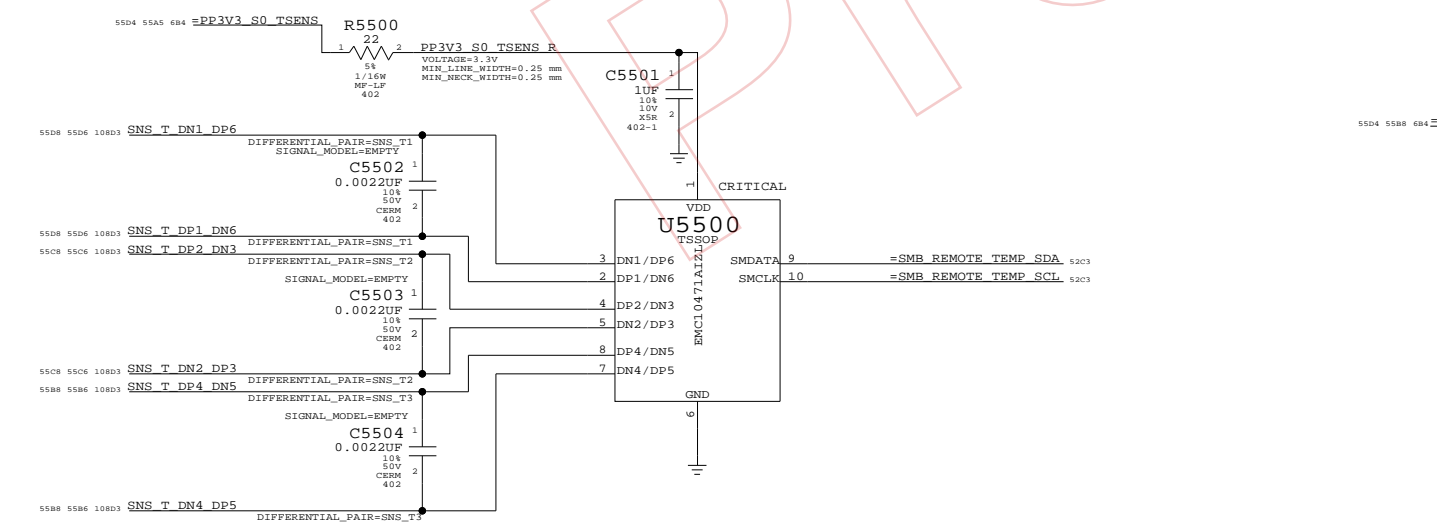 55D4 55A5 6B4 =PP3V3_S0_TSENS
R5500
22
1 2
5%
1/16W
MF-LF
402
PP3V3_S0_TSENS_R
VOLTAGE=3.3V
MIN_LINE_WIDTH=0.25 mm
MIN_NECK_WIDTH=0.25 mm
C5501 1
1UF
10%
10V
X5R 2
402-1
55D4 55B8 6B4 =
55D8 55D6 108D3 SNS_T_DN1_DP6
DIFFERENTIAL_PAIR=SNS_T1
SIGNAL_MODEL=EMPTY
C5502 1
0.0022UF
10%
50V
CERM 2
402
55D8 55D6 108D3 SNS_T_DP1_DN6
DIFFERENTIAL_PAIR=SNS_T1
55C8 55C6 108D3 SNS_T_DP2_DN3
DIFFERENTIAL_PAIR=SNS_T2
SIGNAL_MODEL=EMPTY
C5503 1
0.0022UF
10%
50V 2
CERM
402
55C8 55C6 108D3 SNS_T_DN2_DP3
DIFFERENTIAL_PAIR=SNS_T2
55B8 55B6 108D3 SNS_T_DP4_DN5
DIFFERENTIAL_PAIR=SNS_T3
SIGNAL_MODEL=EMPTY
C5504 1
0.0022UF
10%
50V 2
CERM
402
55B8 55B6 108D3 SNS_T_DN4_DP5
DIFFERENTIAL_PAIR=SNS_T3
1 CRITICAL
VDD
U5500
TSSOP
EMC10471AIZL
3 DN1/DP6
2 DP1/DN6
4 DP2/DN3
5 DN2/DP3
8 DP4/DN5
7 DN4/DP5
SMDATA 9 =SMB_REMOTE_TEMP_SDA 52C3
SMCLK 10 =SMB_REMOTE_TEMP_SCL 52C3
GND
6